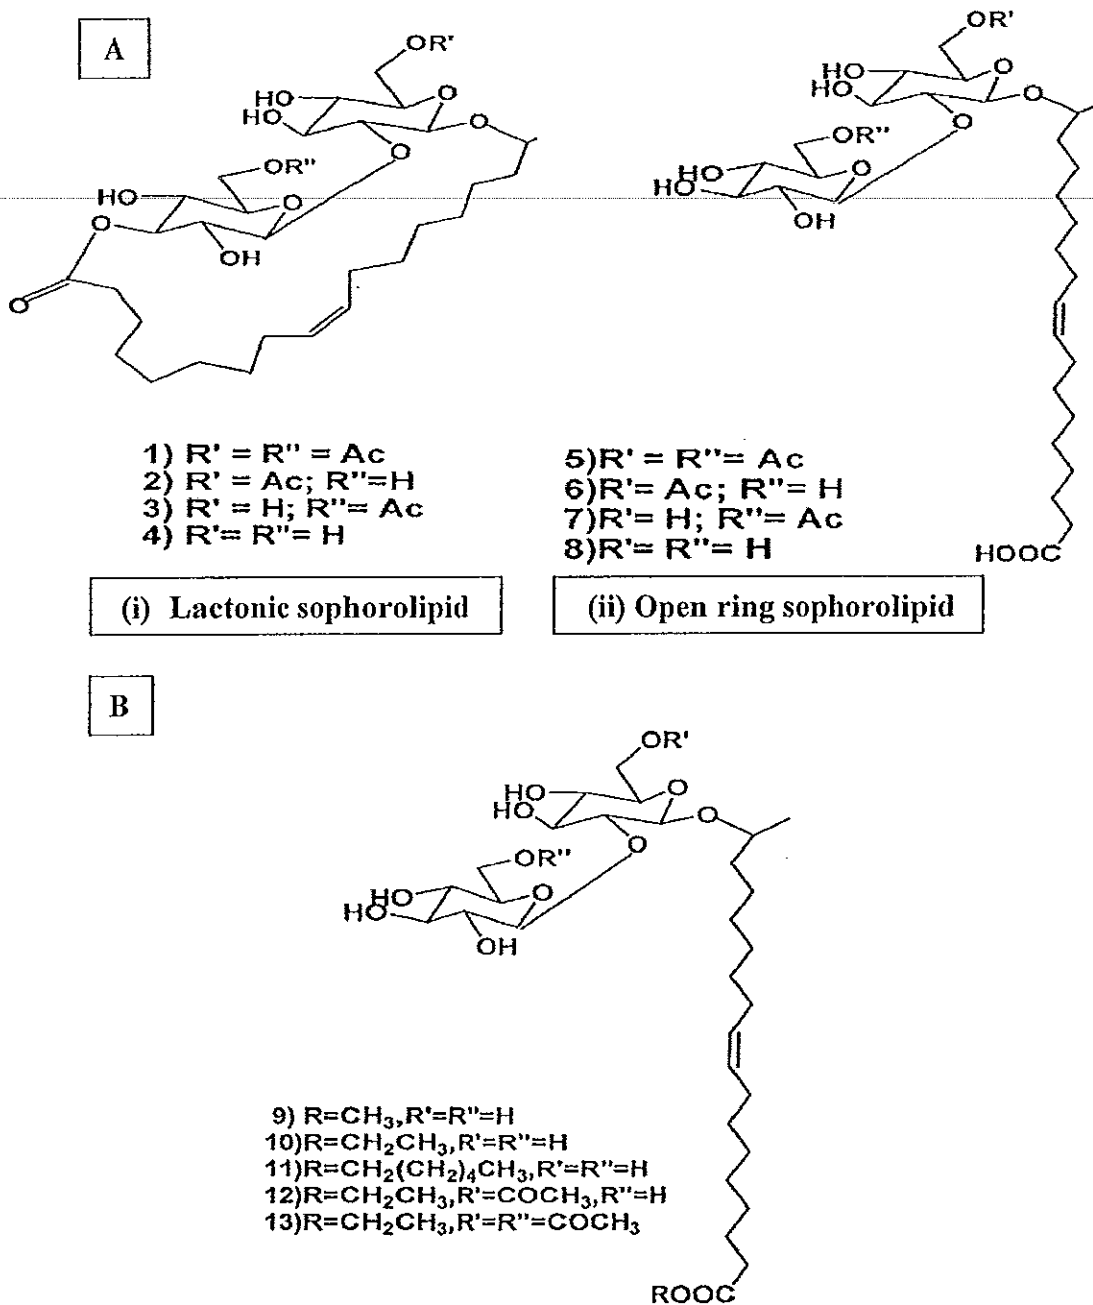 A
OR'
O
HO
HO
O
O
OR"
HO
O
O
OH
O
1) R' = R" = Ac
2) R' = Ac; R"=H
3) R' = H; R"=Ac
4) R'= R"= H
(i) Lactonic sophorolipid
OR'
HO
HO
O
O
O
OR"
HO
HO
O
OH
HOOC
5)R' = R"= Ac
6)R'= Ac; R"= H
7)R'= H; R"= Ac
8)R'= R"= H
(ii) Open ring sophorolipid
B
OR'
HO
HO
O
O
O
OR"
HO
HO
O
OH
9) R=CH3,R'=R"=H
10)R=CH2CH3,R'=R"=H
11)R=CH2(CH2)4CH3,R'=R"=H
12)R=CH2CH3,R'=COCH3,R"=H
13)R=CH2CH3,R'=R"=COCH3
ROOC